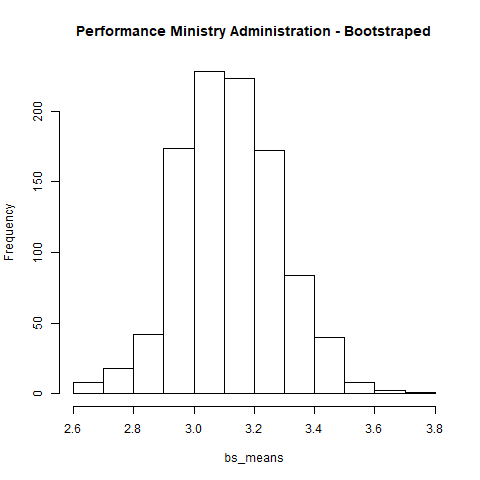 Performance Ministry Administration - Bootstraped
Frequency
200
150
100
50
0
2.6 2.8 3.0 3.2 3.4 3.6 3.8
bs_means